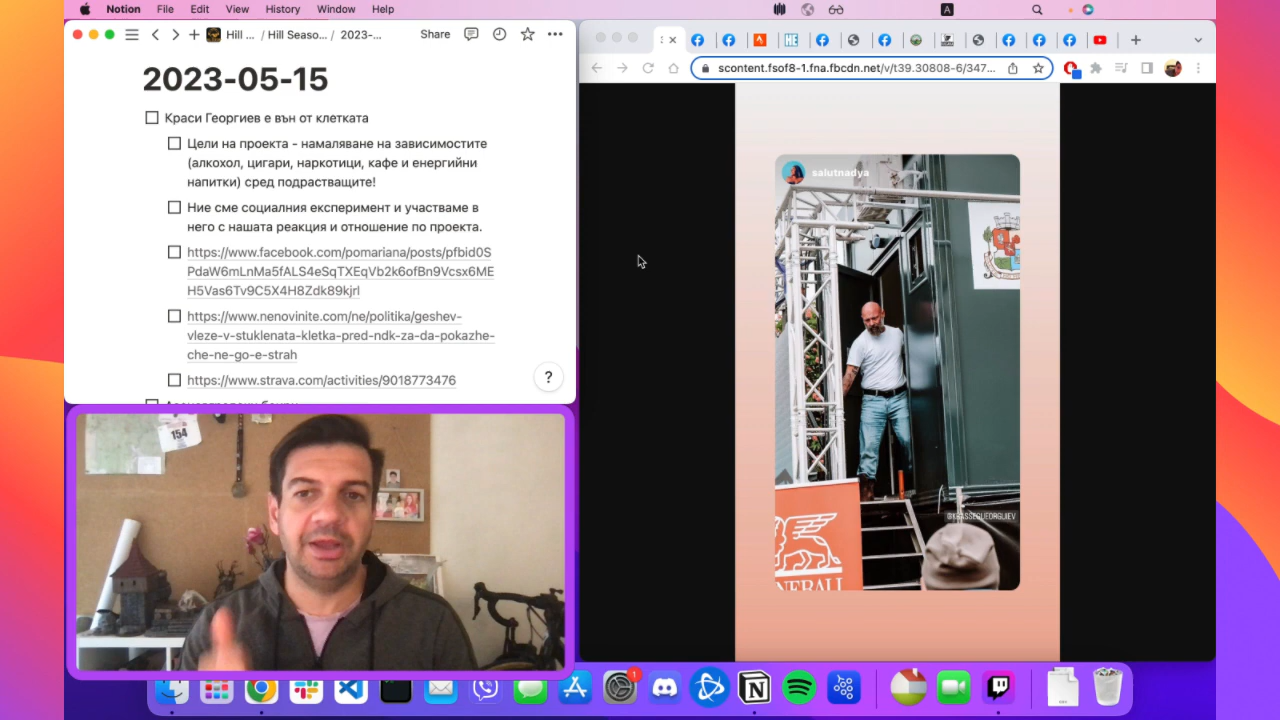 Notion File Edit View History Window Help
A
Hill ... / Hill Seaso... / 2023-...
Share
2023-05-15
Краси Георгиев е вън от клетката
Цели на проекта - намаляване на зависимостите
(алкохол, цигари, наркотици, кафе и енергийни
напитки) сред подрастващите!
Ние сме социалния експеримент и участваме в
него с нашата реакция и отношение по проекта.
https://www.facebook.com/pomariana/posts/pfbid0S
PdaW6mLnMa5fALS4eSqTXEqVb2k6ofBn9Vcsx6ME
H5Vas6Tv9C5X4H8Zdk89kjrl
https://www.nenovinite.com/ne/politika/geshev-
vleze-v-stuklenata-kletka-pred-ndk-za-da-pokazhe-
che-ne-go-e-strah
https://www.strava.com/activities/9018773476
?
154
scontent.fsof8-1.fna.fbcdn.net/v/t39.30808-6/347...
salutnadya
@KRASSEGUEORGUIEV
NERALI
1